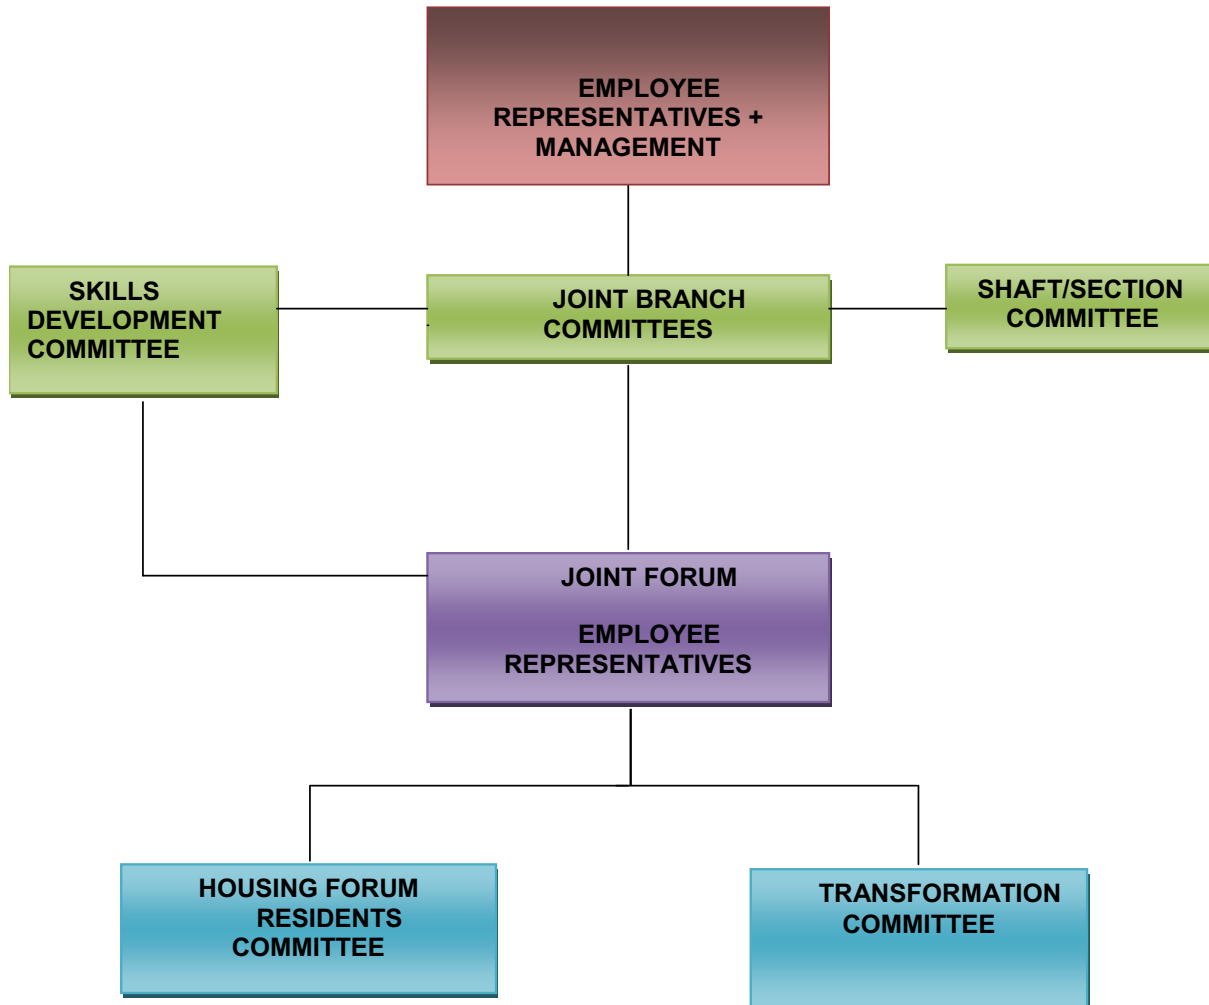 EMPLOYEE
REPRESENTATIVES +
MANAGEMENT
SKILLS
DEVELOPMENT
COMMITTEE
JOINT BRANCH
COMMITTEES
SHAFT/SECTION
COMMITTEE
JOINT FORUM
EMPLOYEE
REPRESENTATIVES
HOUSING FORUM
RESIDENTS
COMMITTEE
TRANSFORMATION
COMMITTEE